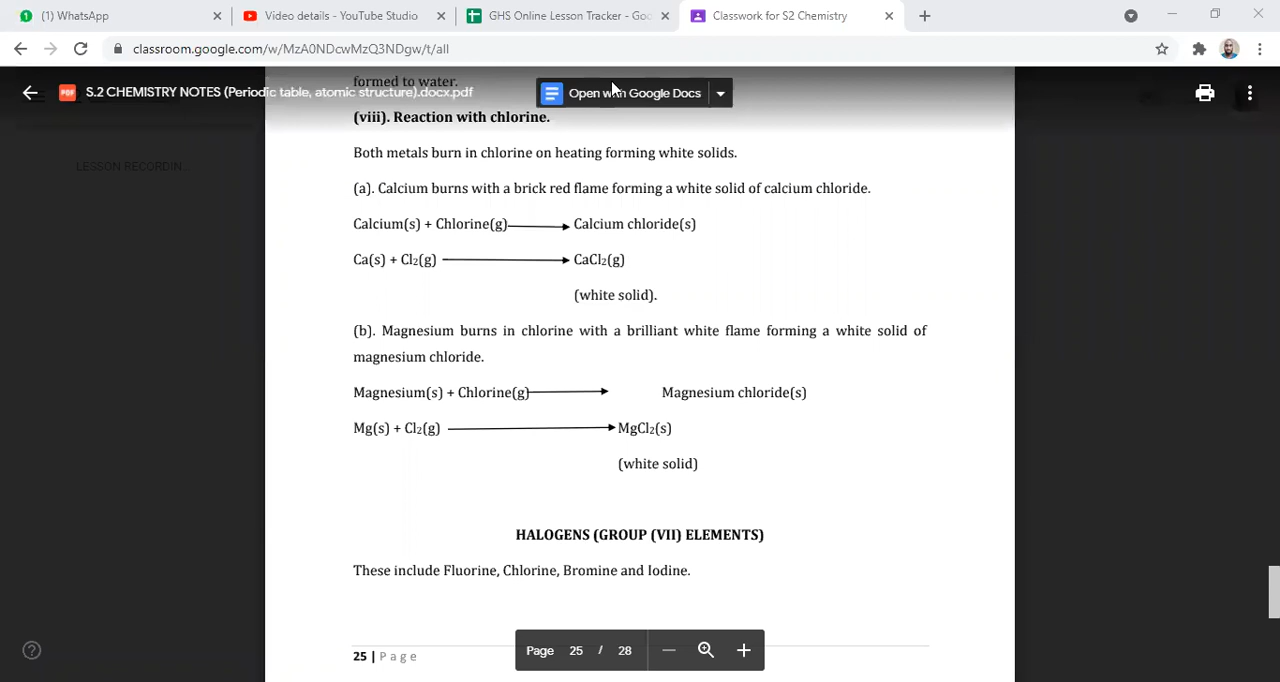 (1) WhatsApp
Video details - YouTube Studio
GHS Online Lesson Tracker - Goo
Classwork for S2 Chemistry
classroom.google.com/w/MzA0NDcwMzQ3NDgw/t/all
formed to water.
S.2 CHEMISTRY NOTES (Periodic table, atomic structure).docx.pdf
Open with Google Docs
(viii). Reaction with chlorine.
Both metals burn in chlorine on heating forming white solids.
LESSON RECORDIN...
(a). Calcium burns with a brick red flame forming a white solid of calcium chloride.
Calcium(s) + Chlorine(g) Calcium chloride(s)
Ca(s) + Cl₂(g) CaCl₂(g)
(white solid).
(b). Magnesium burns in chlorine with a brilliant white flame forming a white solid of
magnesium chloride.
Magnesium(s) + Chlorine(g) Magnesium chloride(s)
Mg(s) + Cl₂(g) MgCl₂(s)
(white solid)
HALOGENS (GROUP (VII) ELEMENTS)
These include Fluorine, Chlorine, Bromine and Iodine.
25 | Page
Page 25 / 28